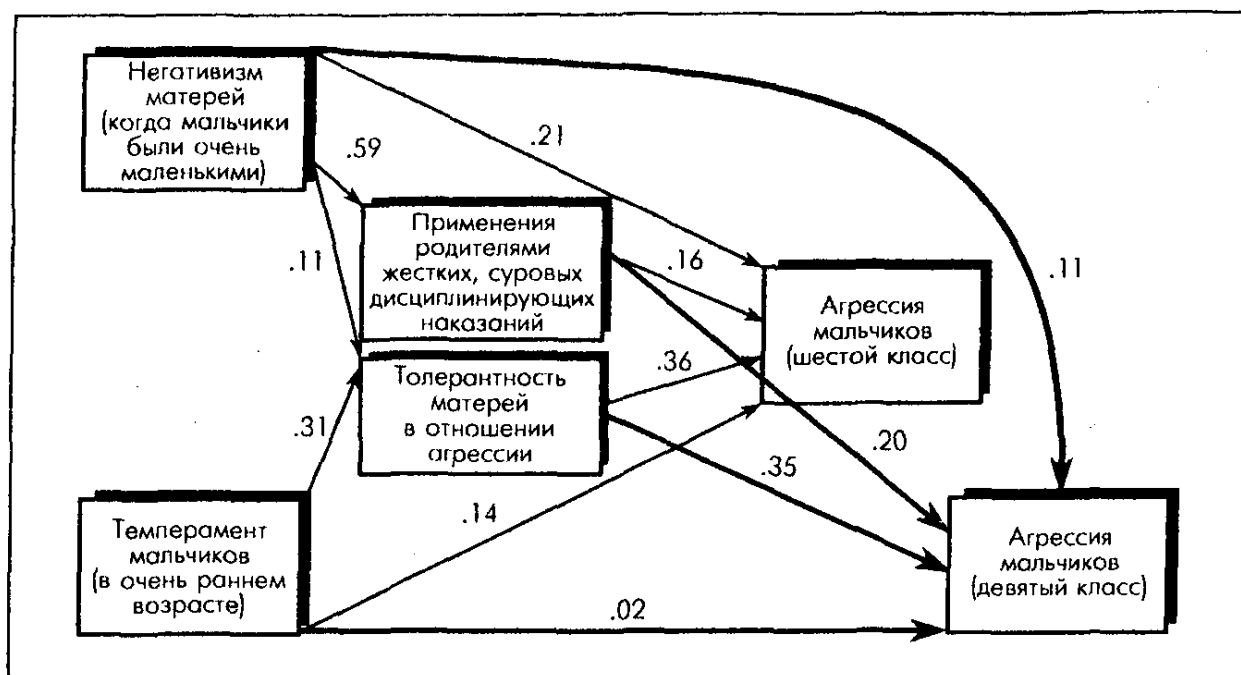 Негативизм
матерей
(когда мальчики
были очень
маленькими)
.59
.21
.11
.11
Применения
родителями
жестких, суровых
дисциплинирующих
наказаний
.16
Агрессия
мальчиков
(шестой класс)
Толерантность
матерей
в отношении
агрессии
.36
.31
.20
.35
.14
Темперамент
мальчиков
(в очень раннем
возрасте)
.02
Агрессия
мальчиков
(девятый класс)